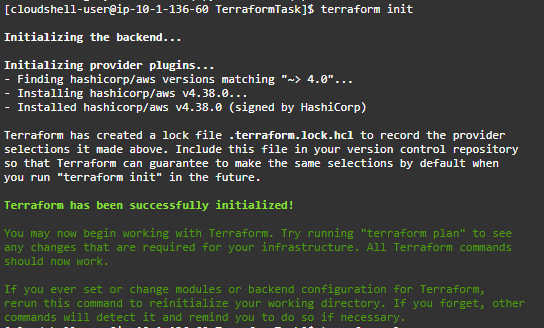 [cloudshell-user@ip-10-1-136-60 TerraformTask]$ terraform init
Initializing the backend...
Initializing provider plugins...
- Finding hashicorp/aws versions matching "~> 4.0"...
- Installing hashicorp/aws v4.38.0...
- Installed hashicorp/aws v4.38.0 (signed by HashiCorp)
Terraform has created a lock file .terraform.lock.hcl to record the provider
selections it made above. Include this file in your version control repository
so that Terraform can guarantee to make the same selections by default when
you run "terraform init" in the future.
Terraform has been successfully initialized!
You may now begin working with Terraform. Try running "terraform plan" to see
any changes that are required for your infrastructure. All Terraform commands
should now work.
If you ever set or change modules or backend configuration for Terraform,
rerun this command to reinitialize your working directory. If you forget, other
commands will detect it and remind you to do so if necessary.